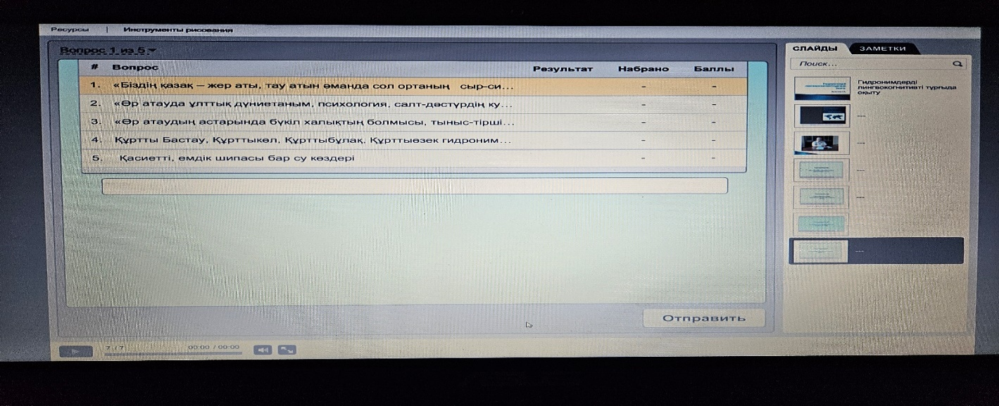 Ресурсы | Инструменты рисования
Вопрос 1 из 5
# Вопрос Результат Набрано Баллы
1. «Біздің қазақ – жер аты, тау атын әманда сол ортаның сыр-си... - -
2. «Әр атауда ұлттық дүниетаным, психология, салт-дәстүрдің ку... - -
3. «Әр атаудың астарында бүкіл халықтың болмысы, тыныс-тірші... - -
4. Құртты Бастау, Құрттыкөл, Құрттыбұлақ, Құрттыөзек гидроним... - -
5. Қасиетті, емдік шипасы бар су көздері - -
Отправить
7 / 7 00:00 / 00:00
СЛАЙДЫ ЗАМЕТКИ
Поиск...
Гидронимдерді
лингвокогнитивті тұрғыда
оқыту